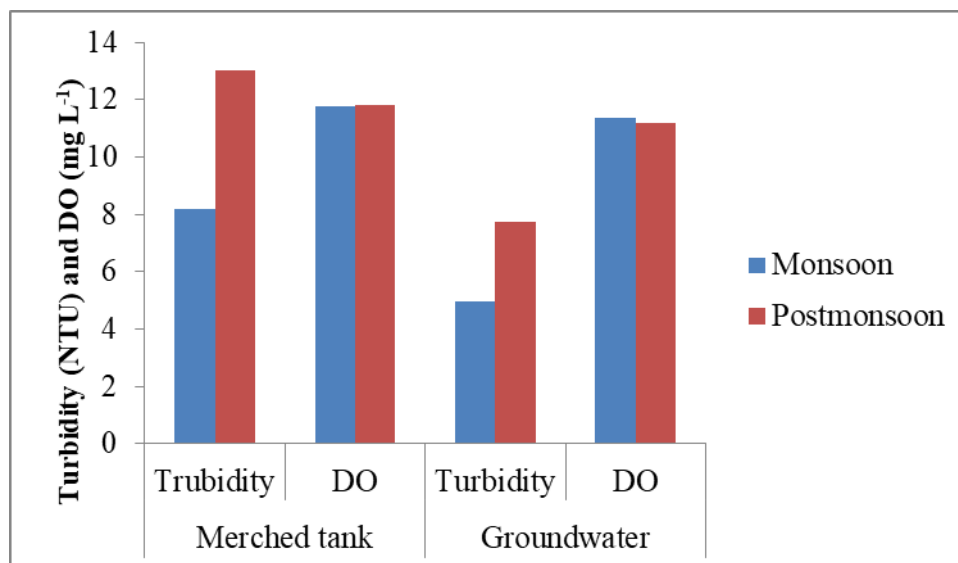 Turbidity (NTU) and DO (mg L⁻¹)
14
12
10
8
6
4
2
0
Trubidity DO Turbidity DO
Merched tank Groundwater
Monsoon
Postmonsoon